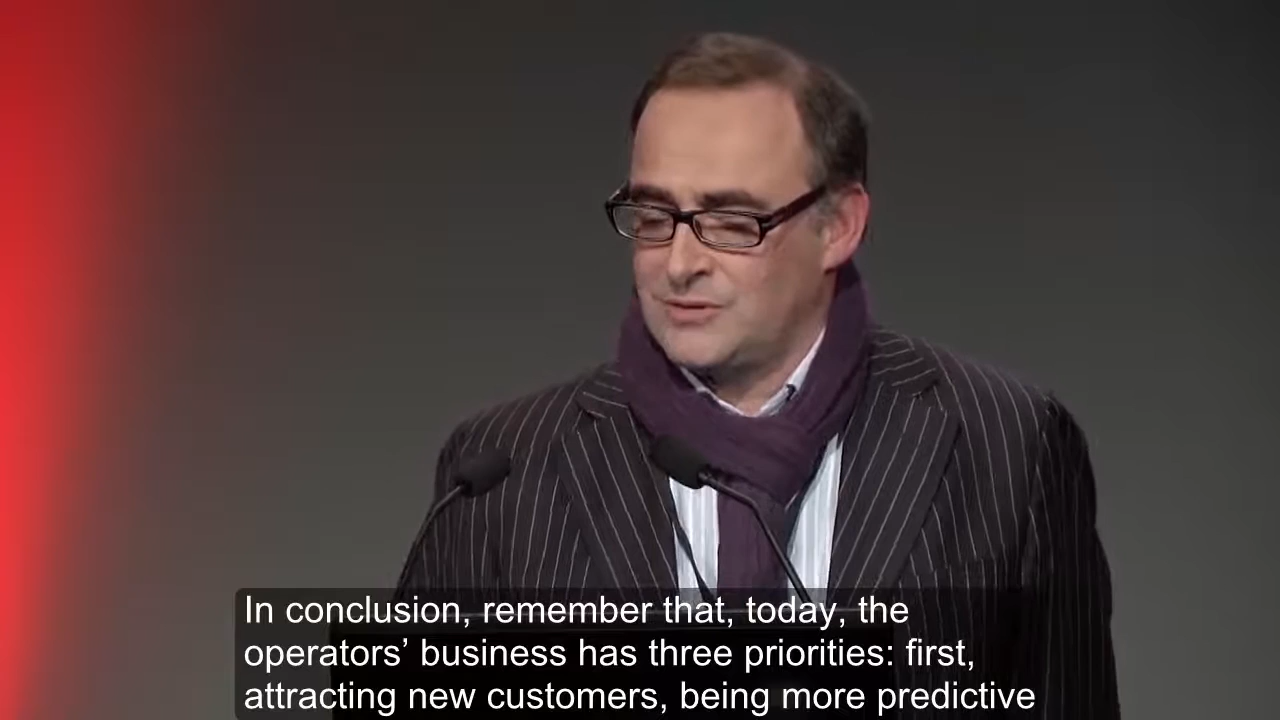 In conclusion, remember that, today, the
operators’ business has three priorities: first,
attracting new customers, being more predictive